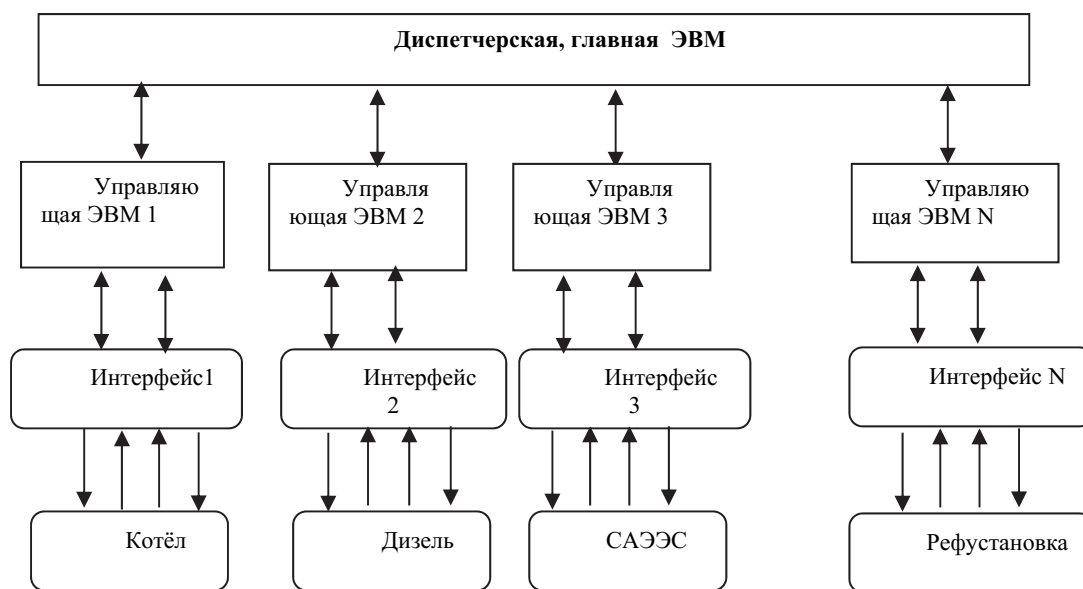 Диспетчерская, главная ЭВМ
Управляю
щая ЭВМ 1
Управля
ющая ЭВМ 2
Управля
ющая ЭВМ 3
Управляю
щая ЭВМ N
Интерфейс1
Интерфейс
2
Интерфейс
3
Интерфейс N
Котёл
Дизель
САЭЭС
Рефустановка